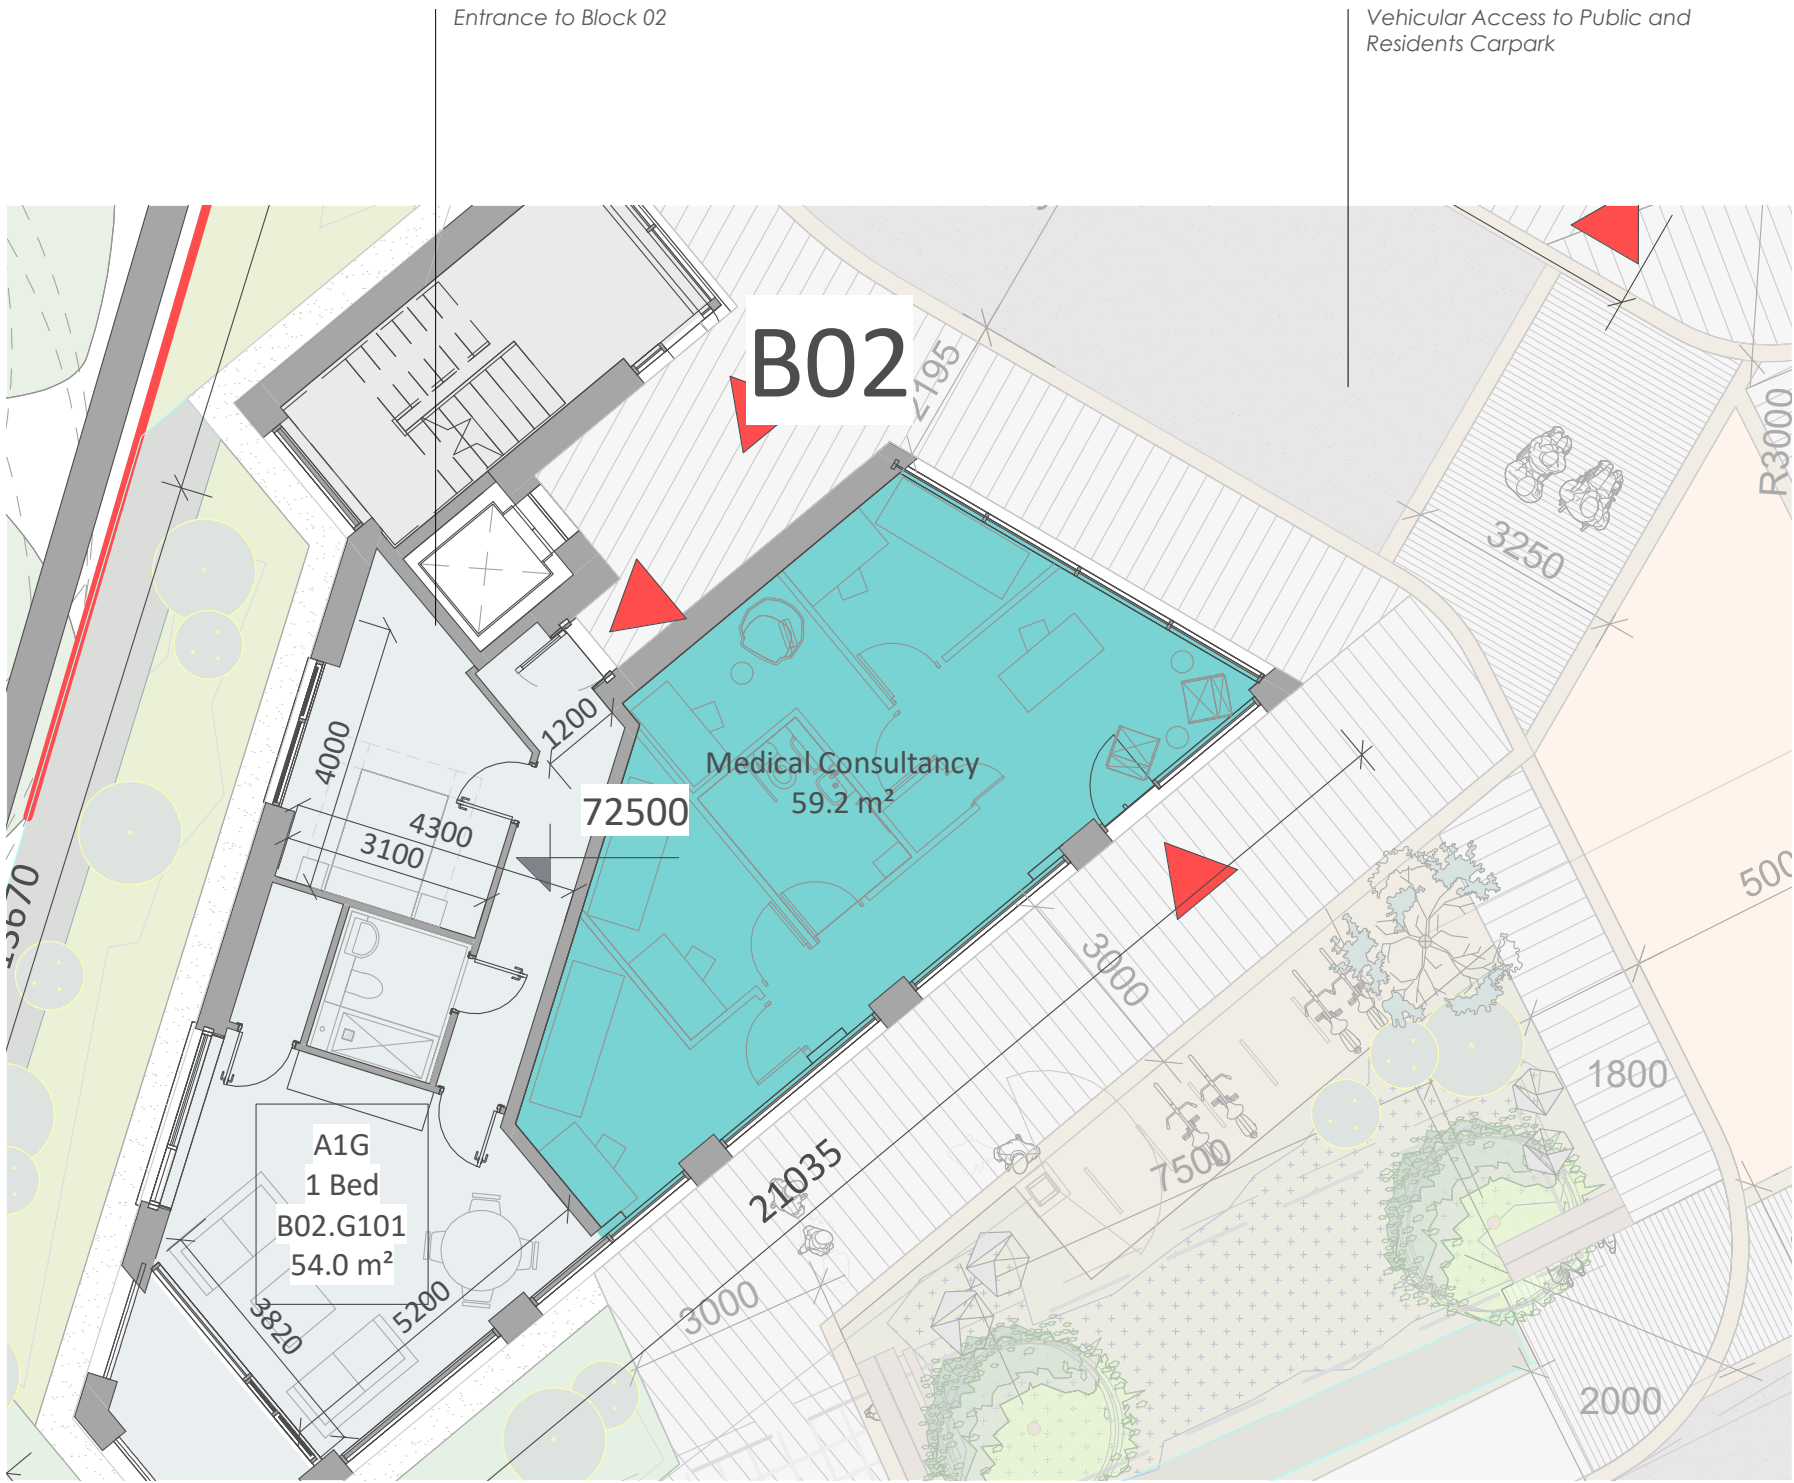 Entrance to Block 02
Vehicular Access to Public and
Residents Carpark
B02
2195
R3000
3250
4000
1200
Medical Consultancy
59.2 m²
72500
4300
3100
500
3000
1800
A1G
1 Bed
B02.G101
54.0 m²
7500
21035
3000
3820
5200
2000